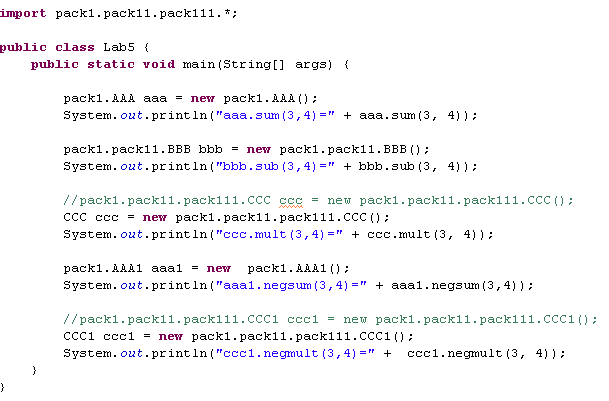 import pack1.pack11.pack111.*;
public class Lab5 {
public static void main(String[] args) {
pack1.AAA aaa = new pack1.AAA();
System.out.println("aaa.sum(3,4)=" + aaa.sum(3, 4));
pack1.pack11.BBB bbb = new pack1.pack11.BBB();
System.out.println("bbb.sub(3,4)=" + bbb.sub(3, 4));
//pack1.pack11.pack111.CCC ccc = new pack1.pack11.pack111.CCC();
CCC ccc = new pack1.pack11.pack111.CCC();
System.out.println("ccc.mult(3,4)=" + ccc.mult(3, 4));
pack1.AAA1 aaa1 = new  pack1.AAA1();
System.out.println("aaa1.negsum(3,4)=" + aaa1.negsum(3,4));
//pack1.pack11.pack111.CCC1 ccc1 = new pack1.pack11.pack111.CCC1();
CCC1 ccc1 = new pack1.pack11.pack111.CCC1();
System.out.println("ccc1.negmult(3,4)=" +  ccc1.negmult(3, 4));
}
}